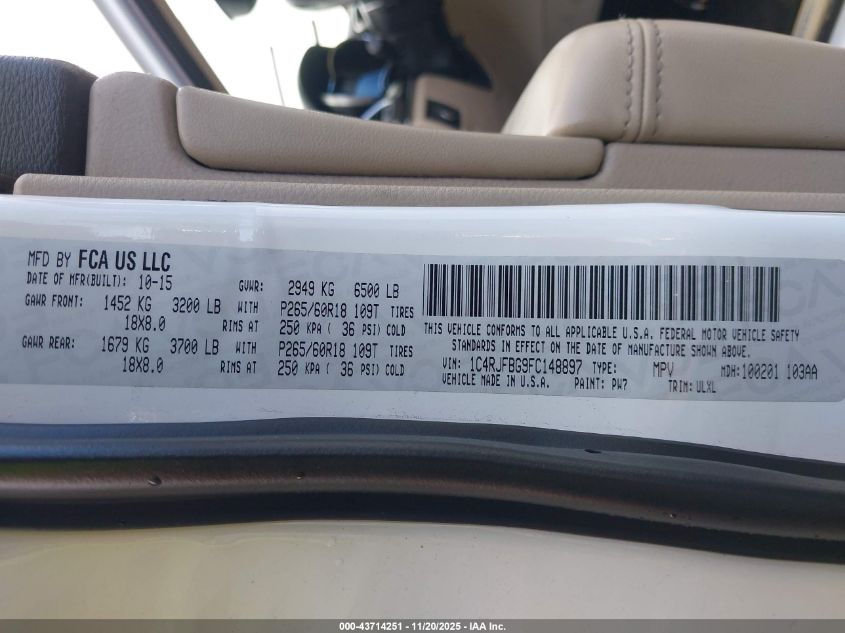 MFD BY FCA US LLC
DATE OF MFR(BUILT): 10-15 GVWR: 2949 KG 6500 LB
GAWR FRONT: 1452 KG 3200 LB WITH P265/60R18 109T TIRES
18X8.0 RIMS AT 250 KPA ( 36 PSI) COLD
GAWR REAR: 1679 KG 3700 LB WITH P265/60R18 109T TIRES
18X8.0 RIMS AT 250 KPA ( 36 PSI) COLD
THIS VEHICLE CONFORMS TO ALL APPLICABLE U.S.A. FEDERAL MOTOR VEHICLE SAFETY
STANDARDS IN EFFECT ON THE DATE OF MANUFACTURE SHOWN ABOVE.
VIN: 1C4RJFBG9FC148897 TYPE: MPV MDH:100201 103AA
VEHICLE MADE IN U.S.A. PAINT: PW7 TRIM: ULXL
000-43714251 - 11/20/2025 - IAA Holdings, LLC.